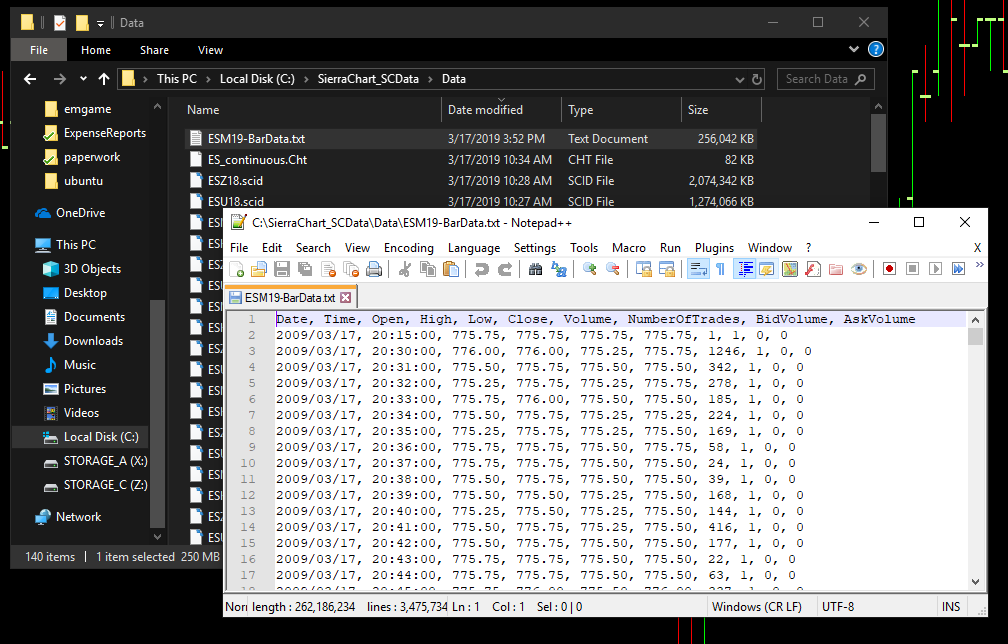 Data
File Home Share View
This PC > Local Disk (C:) > SierraChart_SCData > Data
Search Data
emgame
ExpenseReports
paperwork
ubuntu
OneDrive
This PC
3D Objects
Desktop
Documents
Downloads
Music
Pictures
Videos
Local Disk (C:)
STORAGE_A (X:)
STORAGE_C (Z:)
Network
Name Date modified Type Size
ESM19-BarData.txt 3/17/2019 3:52 PM Text Document 256,042 KB
ES_continuous.Cht 3/17/2019 10:34 AM CHT File 82 KB
ESZ18.scid 3/17/2019 10:28 AM SCID File 2,074,342 KB
ESU18.scid 3/17/2019 10:27 AM SCID File 1,274,066 KB
140 items 1 item selected 250 MB
C:\SierraChart_SCData\Data\ESM19-BarData.txt - Notepad++
File Edit Search View Encoding Language Settings Tools Macro Run Plugins Window ? X
ESM19-BarData.txt
1 Date, Time, Open, High, Low, Close, Volume, NumberOfTrades, BidVolume, AskVolume
2 2009/03/17, 20:15:00, 775.75, 775.75, 775.75, 775.75, 1, 1, 0, 0
3 2009/03/17, 20:30:00, 776.00, 776.00, 775.25, 775.75, 1246, 1, 0, 0
4 2009/03/17, 20:31:00, 775.50, 775.75, 775.50, 775.50, 342, 1, 0, 0
5 2009/03/17, 20:32:00, 775.25, 775.75, 775.25, 775.75, 278, 1, 0, 0
6 2009/03/17, 20:33:00, 775.75, 776.00, 775.50, 775.50, 185, 1, 0, 0
7 2009/03/17, 20:34:00, 775.50, 775.75, 775.25, 775.25, 224, 1, 0, 0
8 2009/03/17, 20:35:00, 775.25, 775.75, 775.25, 775.50, 169, 1, 0, 0
9 2009/03/17, 20:36:00, 775.75, 775.75, 775.50, 775.75, 58, 1, 0, 0
10 2009/03/17, 20:37:00, 775.75, 775.75, 775.50, 775.50, 24, 1, 0, 0
11 2009/03/17, 20:38:00, 775.50, 775.75, 775.50, 775.50, 39, 1, 0, 0
12 2009/03/17, 20:39:00, 775.50, 775.50, 775.25, 775.50, 168, 1, 0, 0
13 2009/03/17, 20:40:00, 775.25, 775.50, 775.25, 775.50, 144, 1, 0, 0
14 2009/03/17, 20:41:00, 775.50, 775.75, 775.25, 775.50, 416, 1, 0, 0
15 2009/03/17, 20:42:00, 775.50, 775.75, 775.50, 775.50, 177, 1, 0, 0
16 2009/03/17, 20:43:00, 775.50, 775.75, 775.50, 775.50, 22, 1, 0, 0
17 2009/03/17, 20:44:00, 775.75, 775.75, 775.50, 775.50, 63, 1, 0, 0
length : 262,186,234 lines : 3,475,734 Ln : 1 Col : 1 Sel : 0 | 0 Windows (CR LF) UTF-8 INS